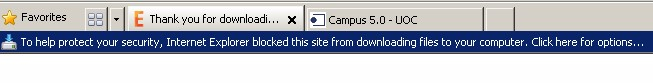 Favorites Thank you for downloadi... Campus 5.0 - UOC
To help protect your security, Internet Explorer blocked this site from downloading files to your computer. Click here for options...